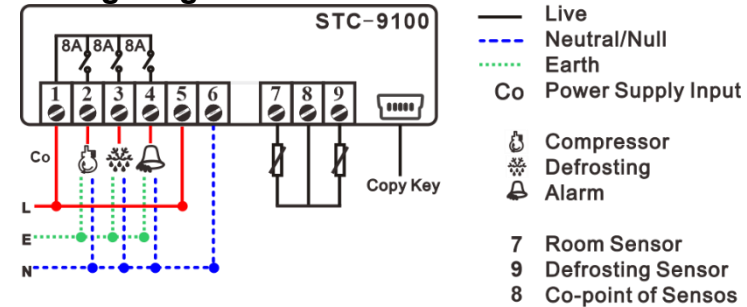 STC-9100
8A 8A 8A
1 2 3 4 5 6 7 8 9
Co
Copy Key
L
E
N
Live
Neutral/Null
Earth
Co Power Supply Input
Compressor
Defrosting
Alarm
7 Room Sensor
9 Defrosting Sensor
8 Co-point of Sensos